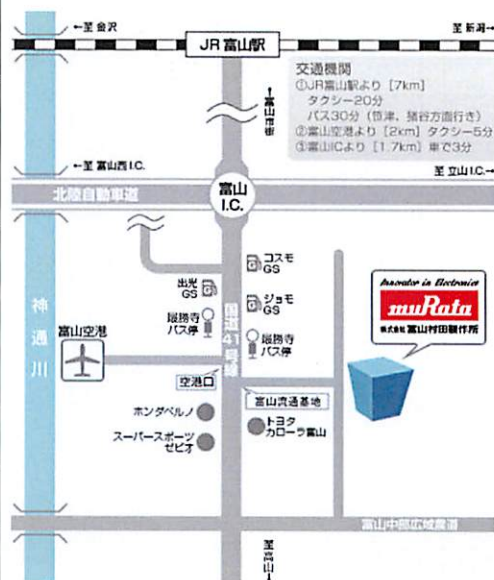 ←至 金沢
至 新潟→
JR 富山駅
交通機関
①JR富山駅より [7km]
タクシー20分
バス30分 (笹津、猪谷方面行き)
②富山空港より [2km] タクシー5分
③富山ICより [1.7km] 車で3分
↑富山市街
←至 富山西I.C.
至 立山I.C.→
北陸自動車道
富山
I.C.
コスモ
GS
出光
GS
ジョモ
GS
最勝寺
バス停
最勝寺
バス停
国道41号線
神通川
富山空港
空港口
富山流通基地
ホンダベルノ
スーパースポーツ
ゼビオ
トヨタ
カローラ富山
Innovator in Electronics
muRata
株式会社 富山村田製作所
富山中部広域農道
至高山↓